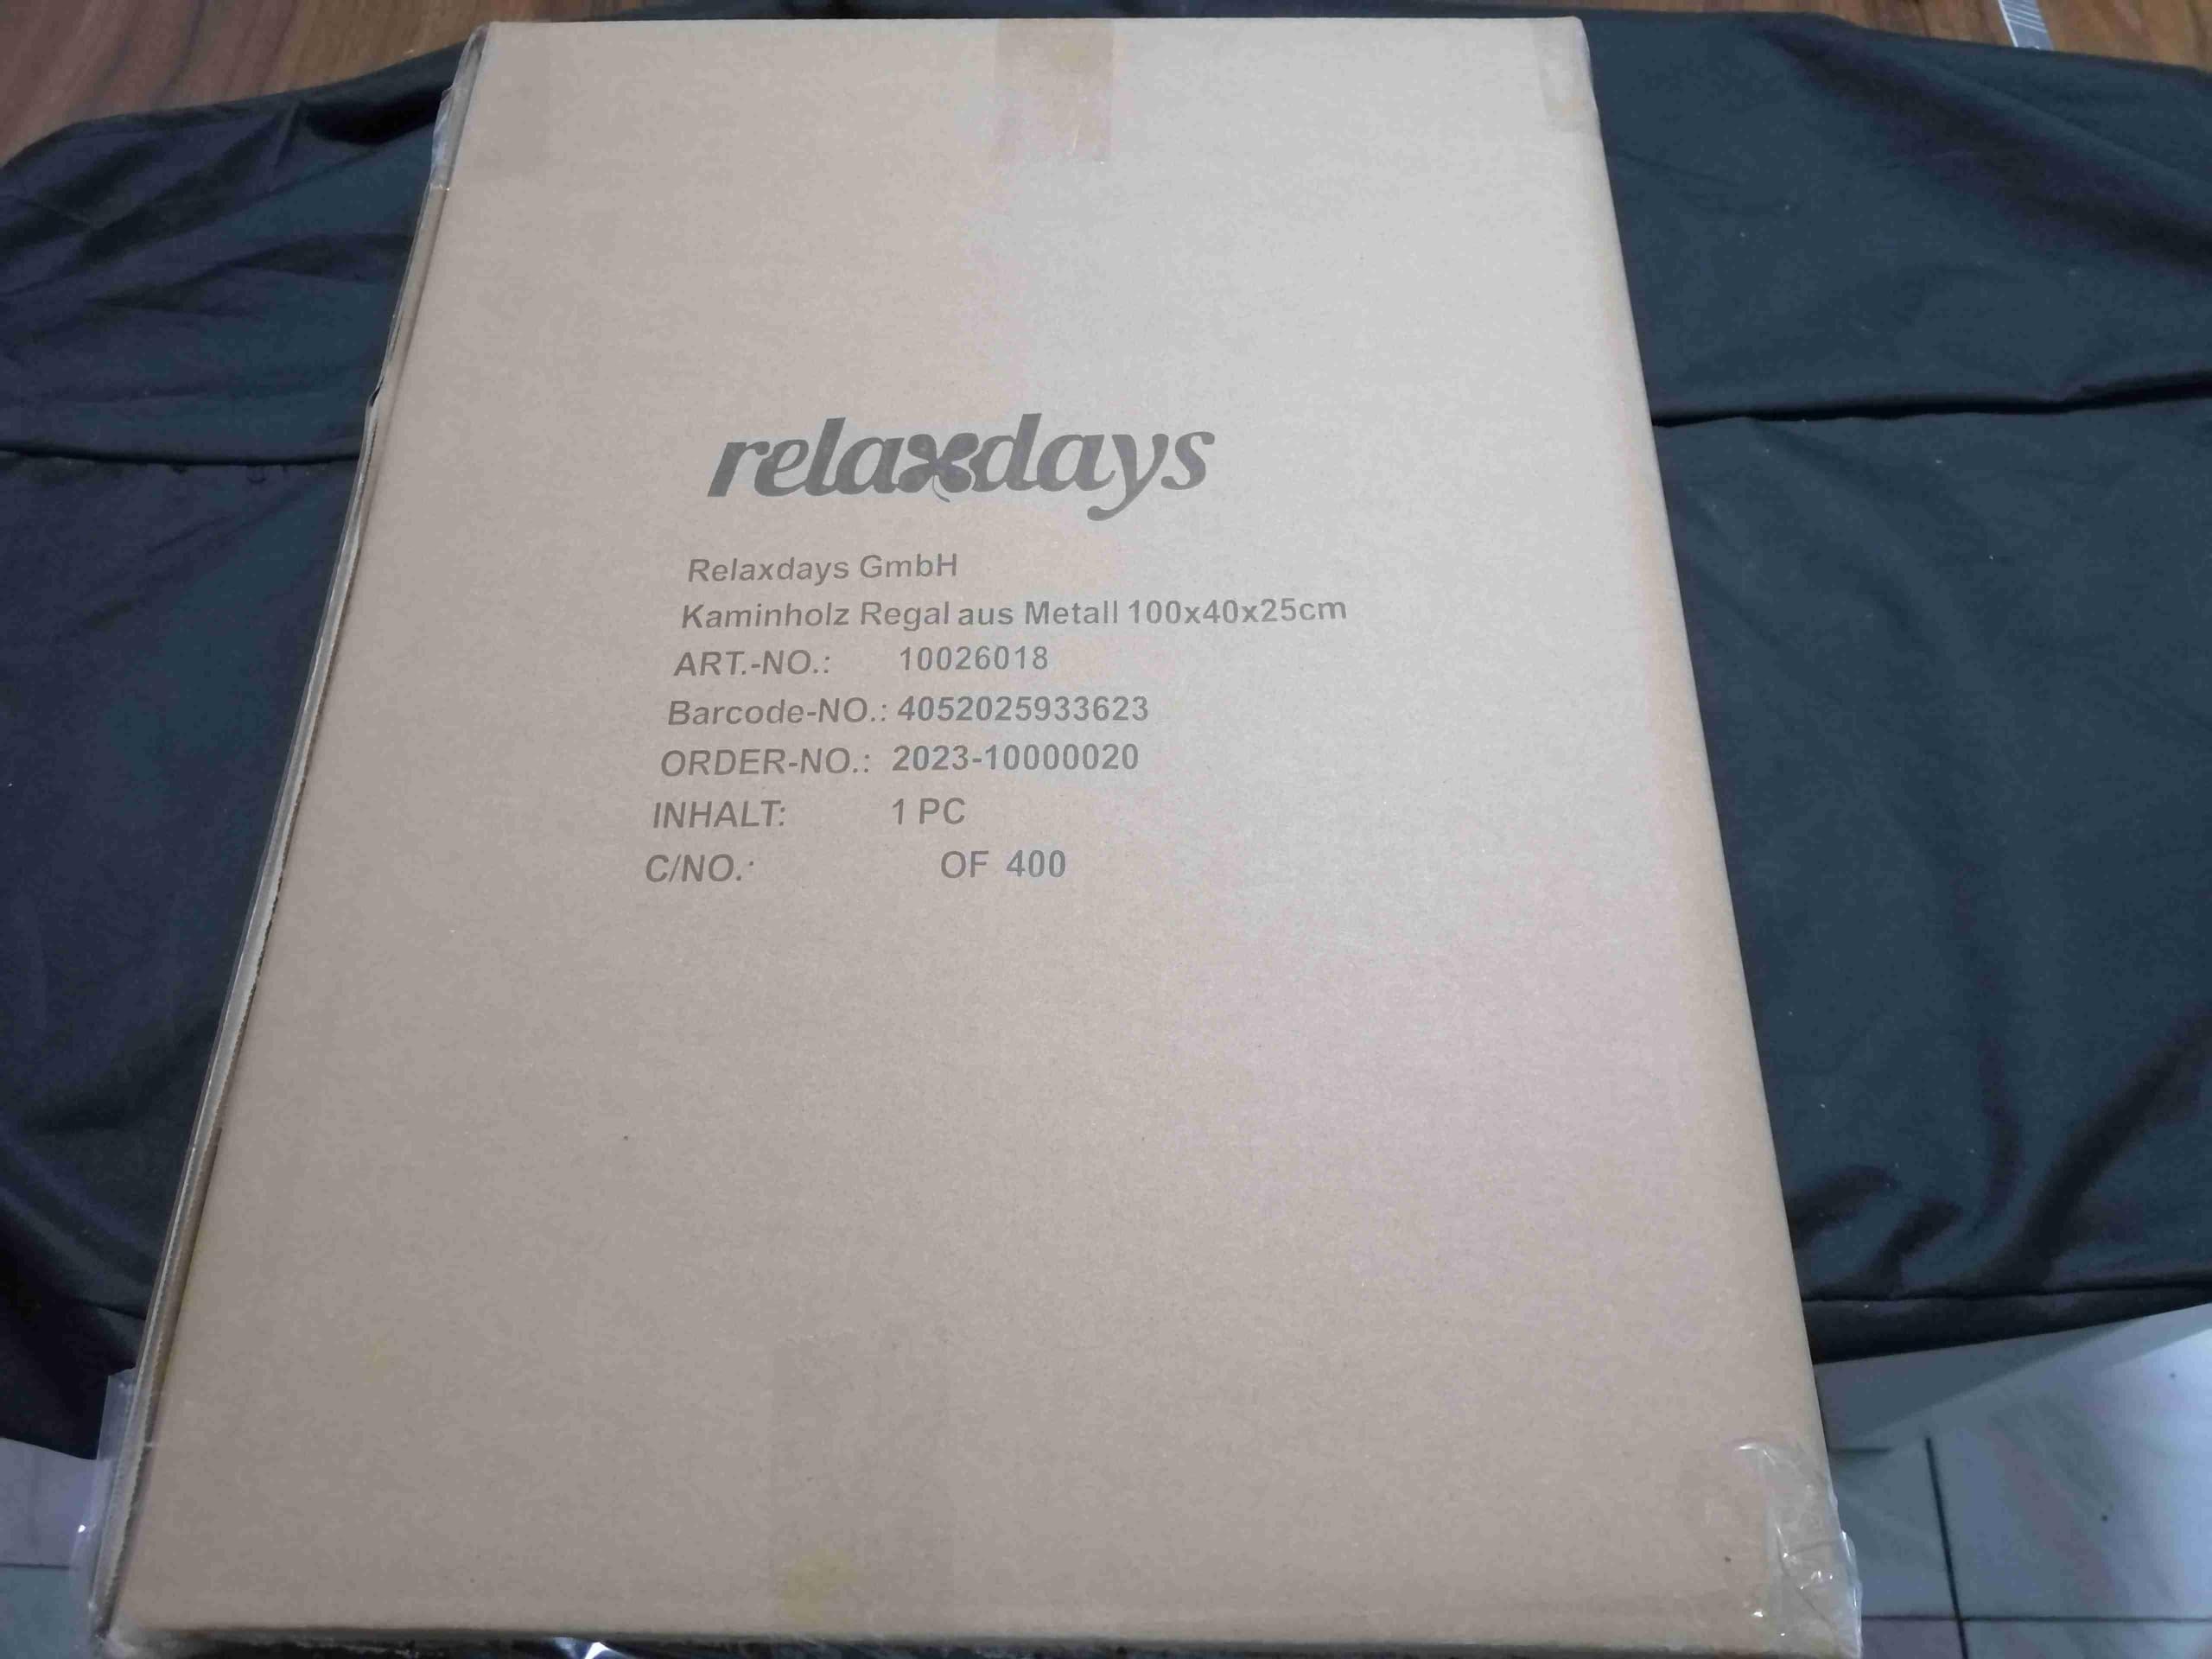 relaxdays
Relaxdays GmbH
Kaminholz Regal aus Metall 100x40x25cm
ART.-NO.: 10026018
Barcode-NO.: 4052025933623
ORDER-NO.: 2023-10000020
INHALT: 1 PC
C/NO.: OF 400